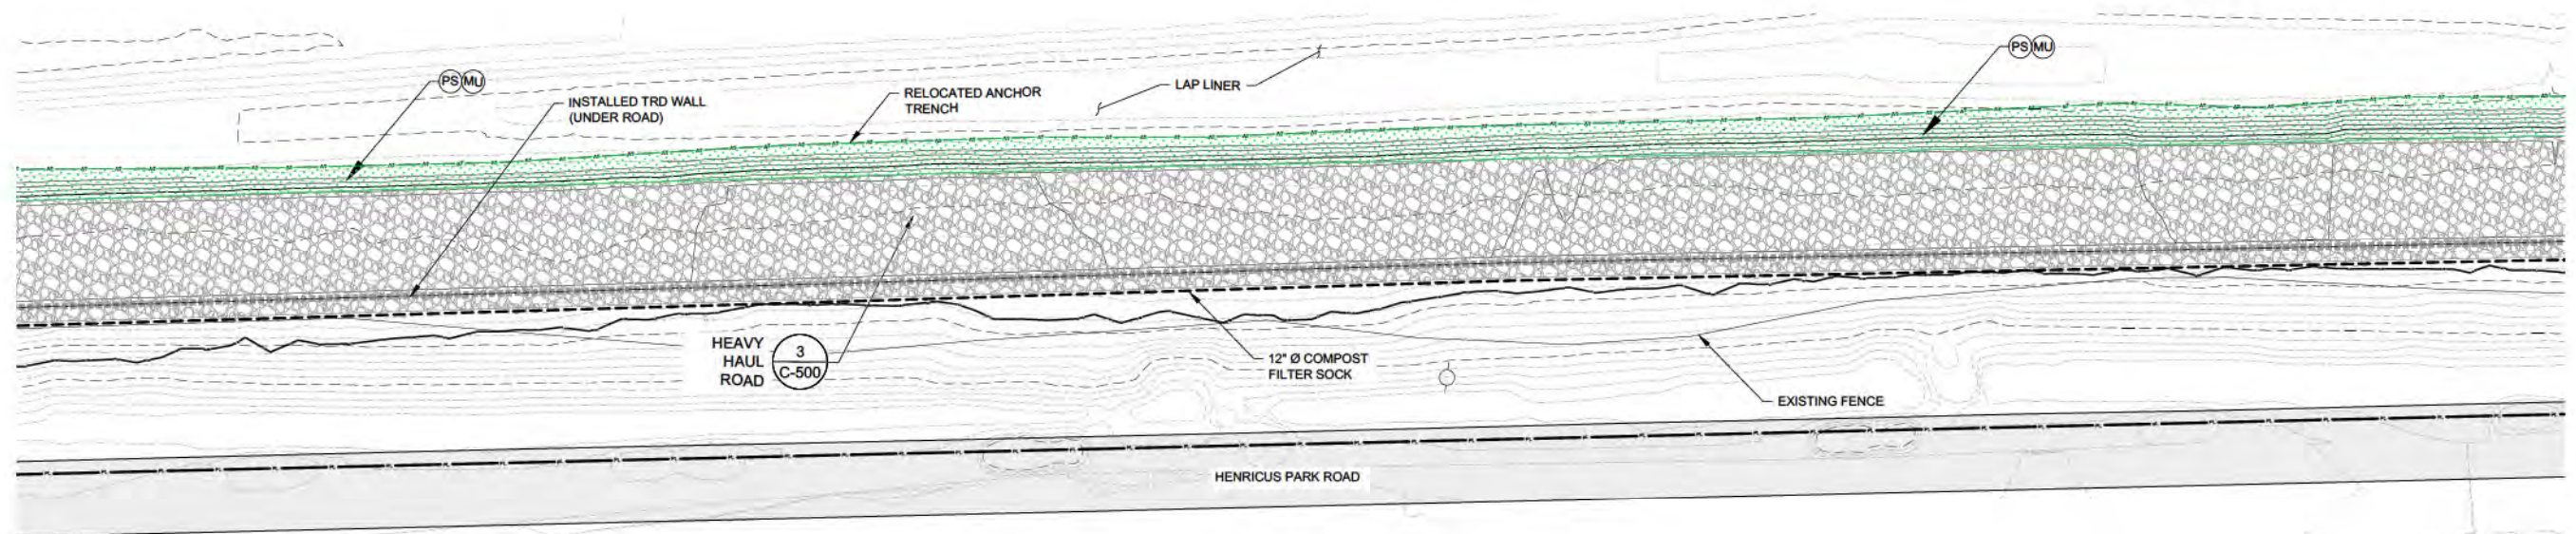 PS MU
INSTALLED TRD WALL
(UNDER ROAD)
RELOCATED ANCHOR
TRENCH
LAP LINER
PS MU
HEAVY
HAUL
ROAD
3
C-500
12" Ø COMPOST
FILTER SOCK
EXISTING FENCE
HENRICUS PARK ROAD